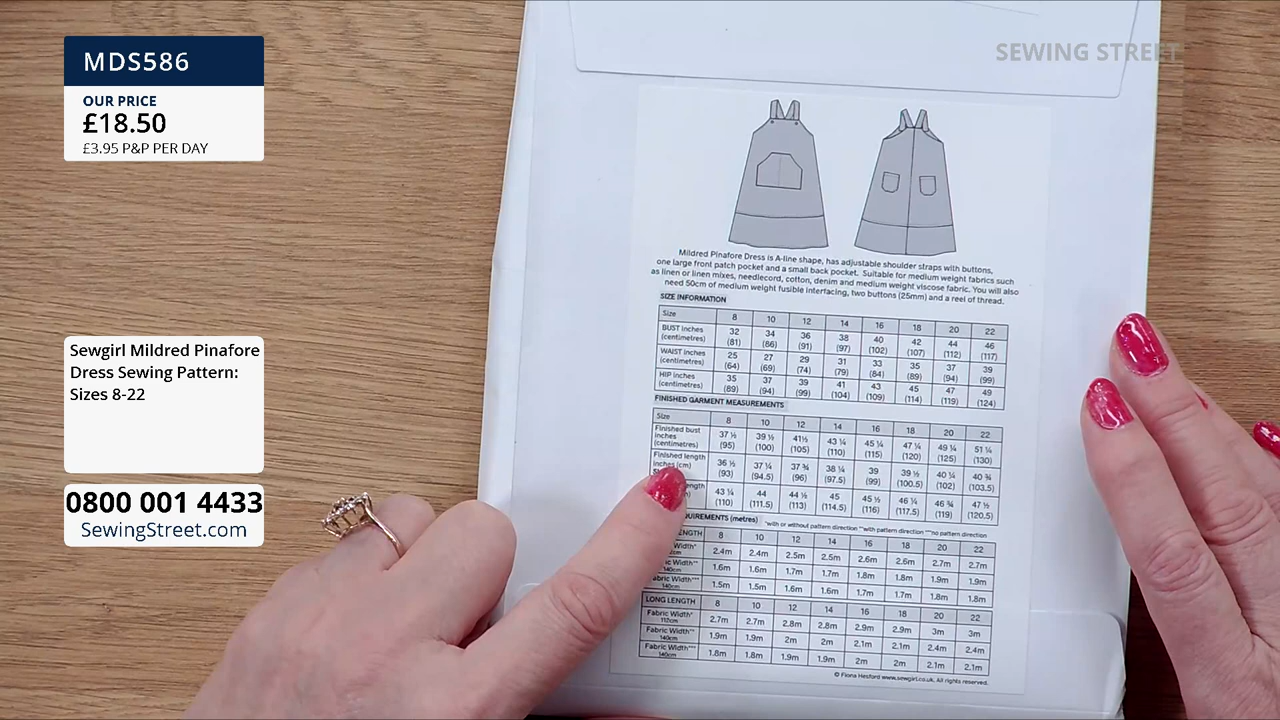 MDS586
OUR PRICE
£18.50
£3.95 P&P PER DAY
Sewgirl Mildred Pinafore
Dress Sewing Pattern:
Sizes 8-22
0800 001 4433
SewingStreet.com
SEWING STREET
Mildred Pinafore Dress is A-line shape, has adjustable shoulder straps with buttons,
one large front patch pocket and a small back pocket. Suitable for medium weight fabrics such
as linen or linen mixes, needlecord, cotton, denim and medium weight viscose fabric. You will also
need 50cm of medium weight fusible interfacing, two buttons (25mm) and a reel of thread.
SIZE INFORMATION
Size 8 10 12 14 16 18 20 22
BUST inches 32 34 36 38 40 42 44 46
(centimetres) (81) (86) (91) (97) (102) (107) (112) (117)
WAIST inches 25 27 29 31 33 35 37 39
(centimetres) (64) (69) (74) (79) (84) (89) (94) (99)
HIP inches 35 37 39 41 43 45 47 49
(centimetres) (89) (94) (99) (104) (109) (114) (119) (124)
FINISHED GARMENT MEASUREMENTS
Size 8 10 12 14 16 18 20 22
Finished bust
inches 37 ½ 39 ½ 41½ 43 ¼ 45 ¼ 47 ¼ 49 ¼ 51 ¼
(centimetres) (95) (100) (105) (110) (115) (120) (125) (130)
Finished length 36 ½ 37 ¼ 37 ¾ 38 ¼ 39 39 ½ 40 ¼ 40 ¾
inches (cm) (93) (94.5) (96) (97.5) (99) (100.5) (102) (103.5)
length 43 ¼ 44 44 ½ 45 45 ½ 46 ¼ 46 ¾ 47 ½
(110) (111.5) (113) (114.5) (116) (117.5) (119) (120.5)
(metres) *with or without pattern direction **with pattern direction ***no pattern direction
8 10 12 14 16 18 20 22
Width* 2.4m 2.4m 2.5m 2.5m 2.6m 2.6m 2.7m 2.7m
Width** 1.6m 1.6m 1.7m 1.7m 1.8m 1.8m 1.9m 1.9m
140cm
Width*** 1.5m 1.5m 1.6m 1.6m 1.7m 1.7m 1.8m 1.8m
140cm
LONG LENGTH 8 10 12 14 16 18 20 22
Fabric Width* 2.7m 2.7m 2.8m 2.8m 2.9m 2.9m 3m 3m
Fabric Width** 1.9m 1.9m 2m 2m 2.1m 2.1m 2.4m 2.4m
140cm
Fabric Width*** 1.8m 1.8m 1.9m 1.9m 2m 2m 2.1m 2.1m
140cm
© Fiona Hesford www.sewgirl.co.uk. All rights reserved.